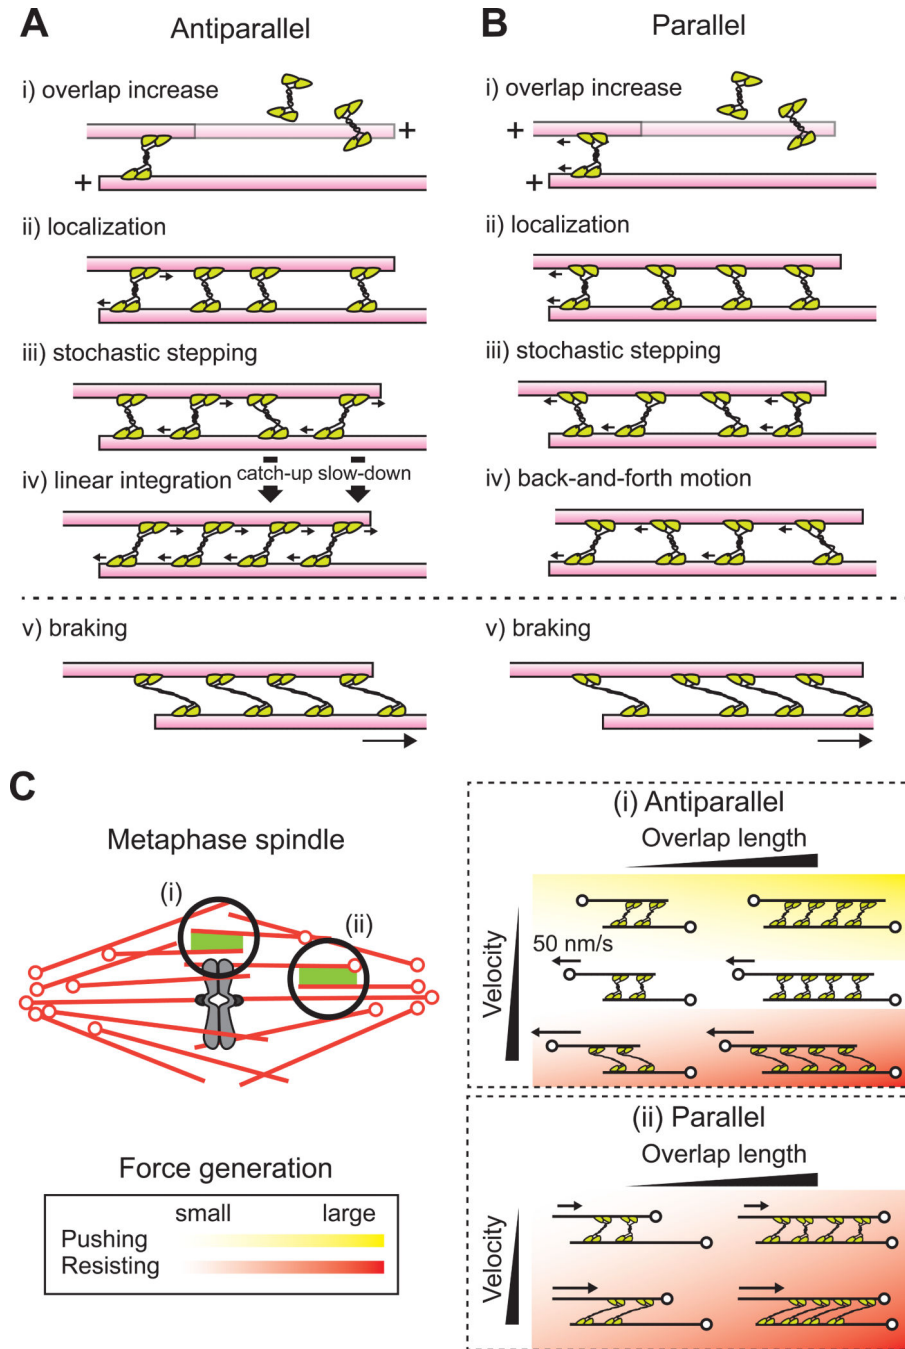 A
Antiparallel
i) overlap increase
+
+
ii) localization
iii) stochastic stepping
iv) linear integration
catch-up slow-down
v) braking
B
Parallel
i) overlap increase
+
+
ii) localization
iii) stochastic stepping
iv) back-and-forth motion
v) braking
C
Metaphase spindle
(i)
(ii)
Force generation
small large
Pushing
Resisting
(i) Antiparallel
Overlap length
Velocity
50 nm/s
(ii) Parallel
Overlap length
Velocity